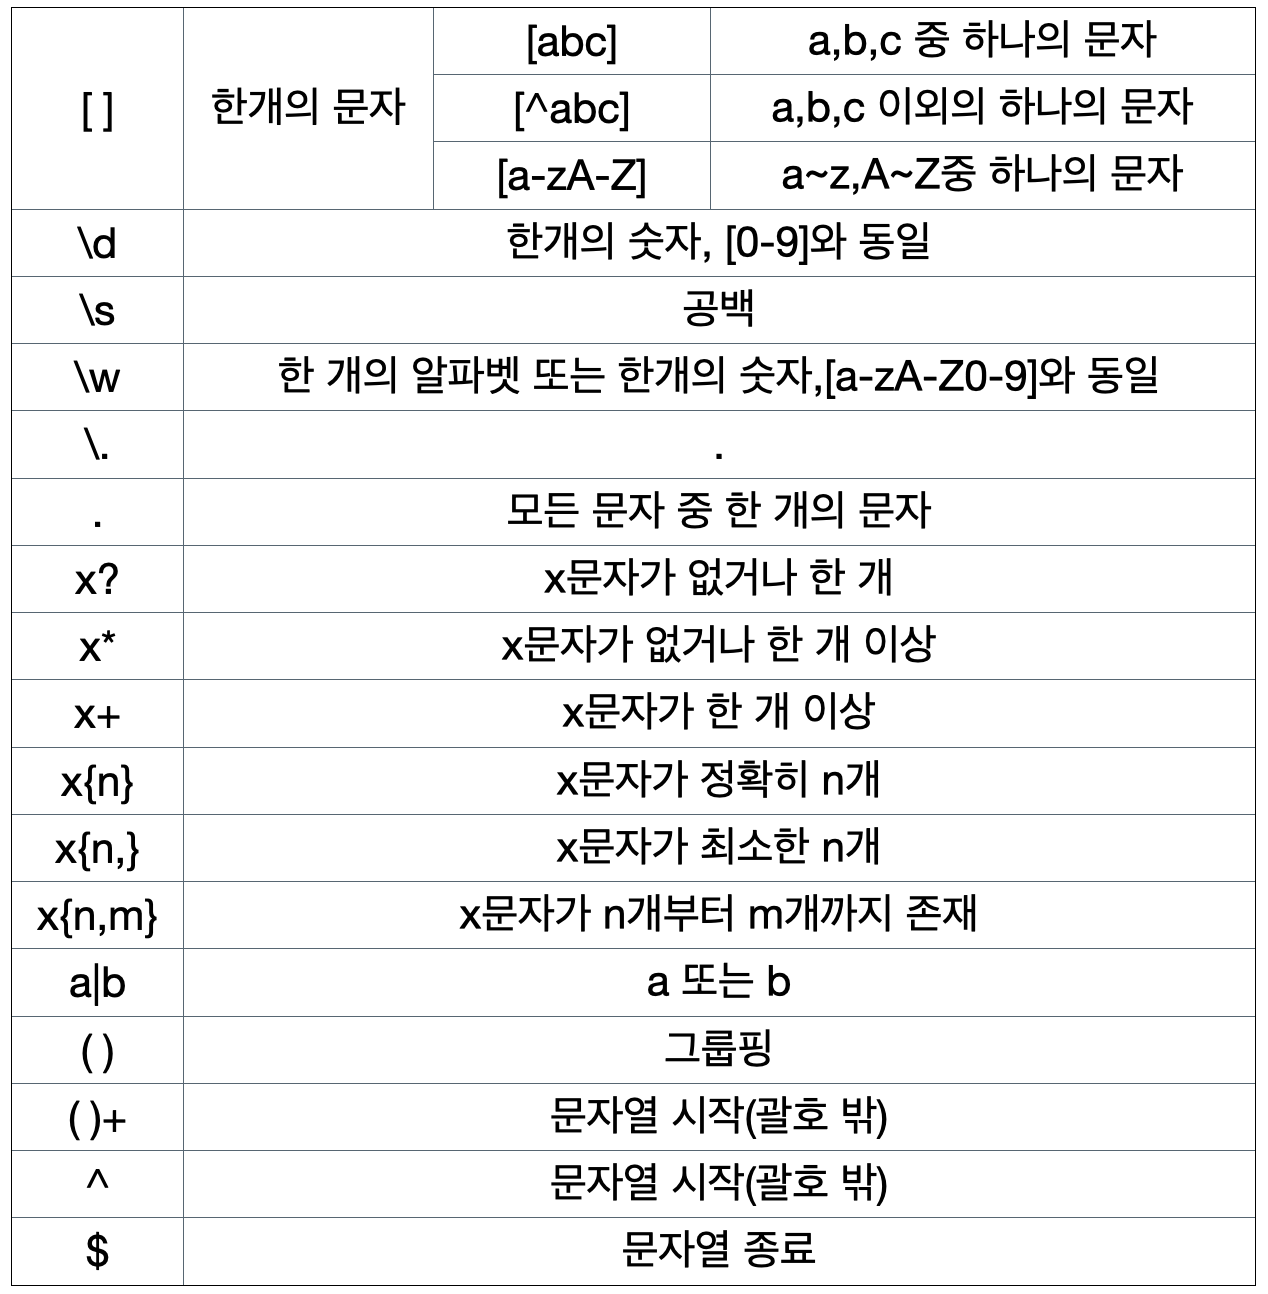 [ ] 한개의 문자 [abc] a,b,c 중 하나의 문자
[^abc] a,b,c 이외의 하나의 문자
[a-zA-Z] a~z,A~Z중 하나의 문자
\d 한개의 숫자, [0-9]와 동일
\s 공백
\w 한 개의 알파벳 또는 한개의 숫자,[a-zA-Z0-9]와 동일
\. .
. 모든 문자 중 한 개의 문자
x? x문자가 없거나 한 개
x* x문자가 없거나 한 개 이상
x+ x문자가 한 개 이상
x{n} x문자가 정확히 n개
x{n,} x문자가 최소한 n개
x{n,m} x문자가 n개부터 m개까지 존재
a|b a 또는 b
( ) 그룹핑
( )+ 문자열 시작(괄호 밖)
^ 문자열 시작(괄호 밖)
$ 문자열 종료